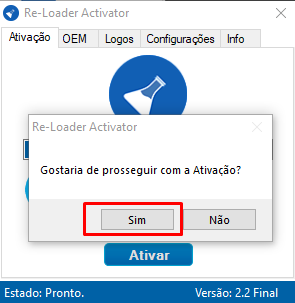 Re-Loader Activator
Ativação OEM Logos Configurações Info
Re-Loader Activator
Gostaria de prosseguir com a Ativação?
Sim Não
Ativar
Estado: Pronto. Versão: 2.2 Final